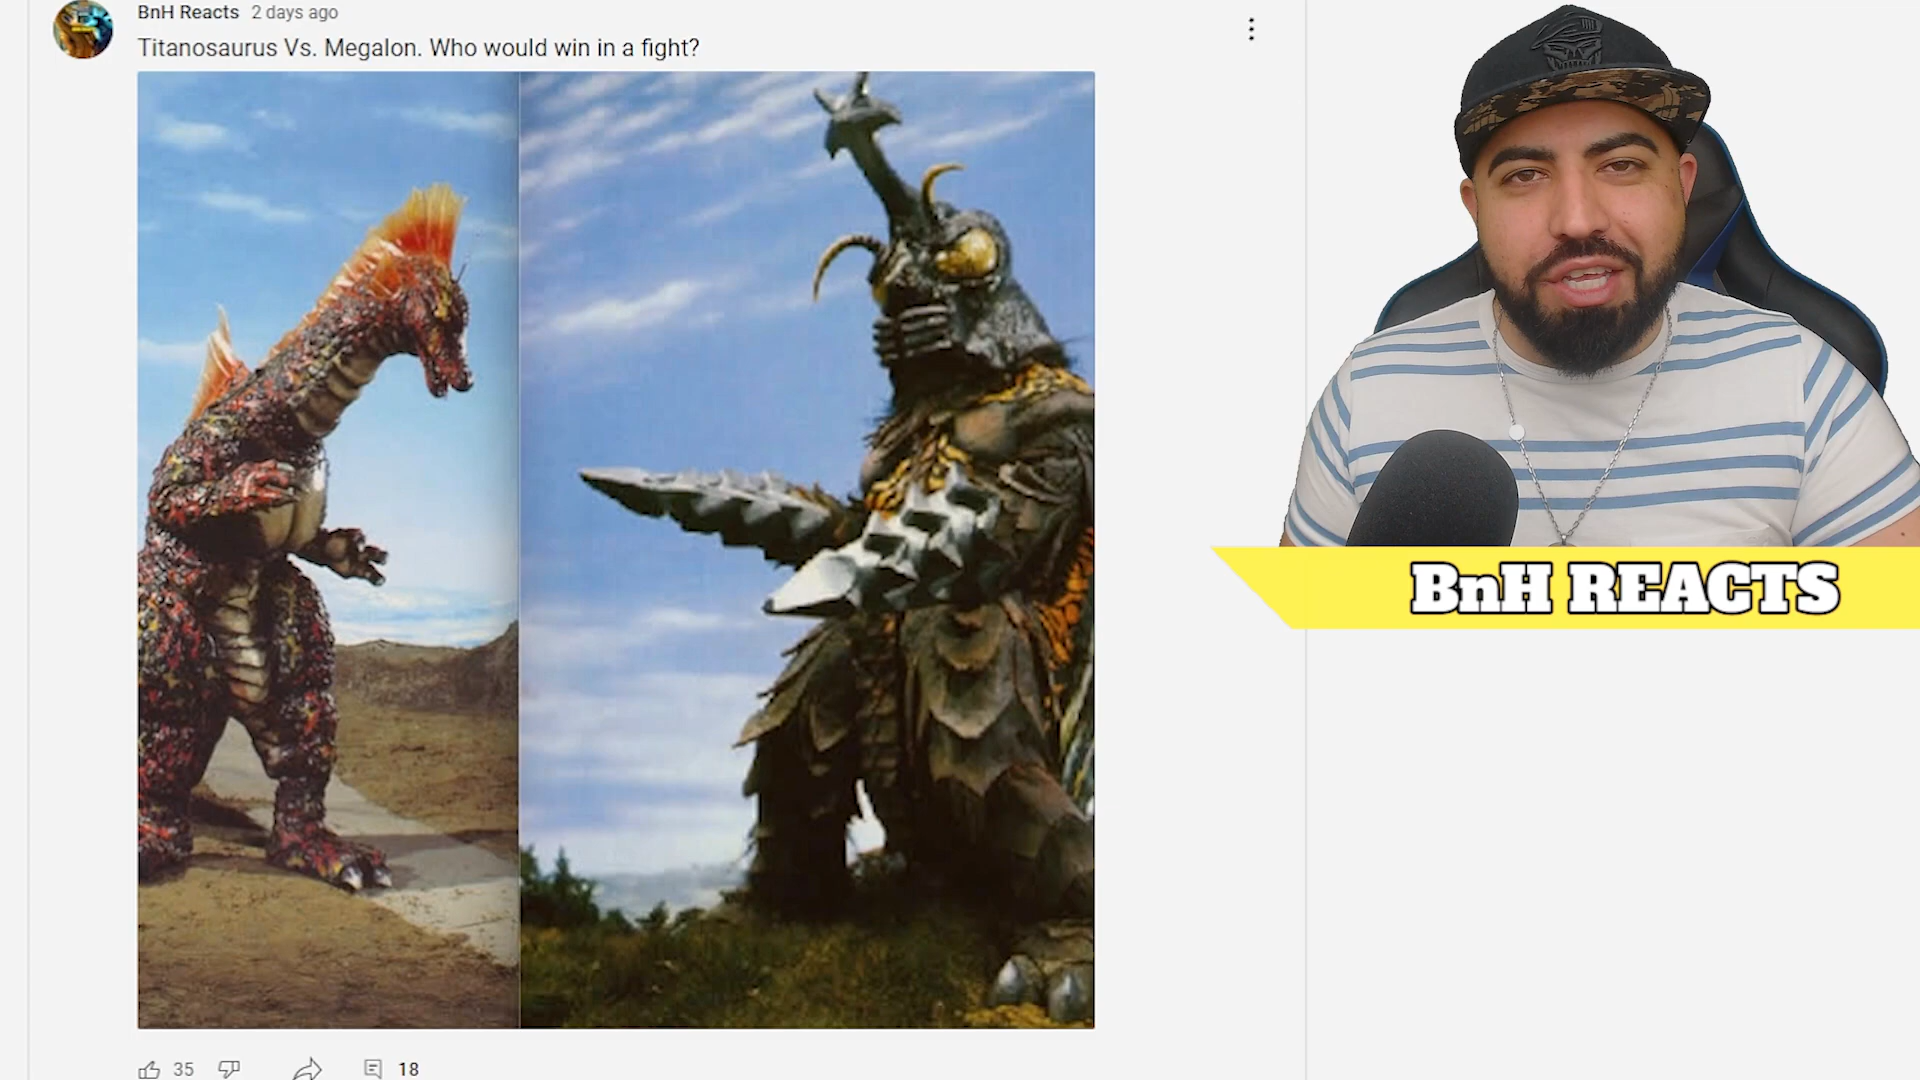 BnH Reacts 2 days ago
Titanosaurus Vs. Megalon. Who would win in a fight?
BnH REACTS
35 18